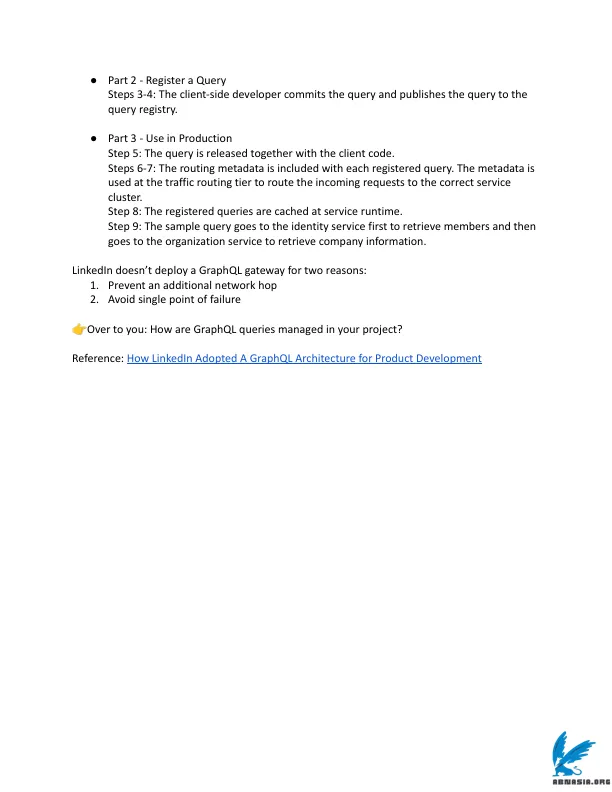 ● Part 2 - Register a Query
Steps 3-4: The client-side developer commits the query and publishes the query to the
query registry.
● Part 3 - Use in Production
Step 5: The query is released together with the client code.
Steps 6-7: The routing metadata is included with each registered query. The metadata is
used at the traffic routing tier to route the incoming requests to the correct service
cluster.
Step 8: The registered queries are cached at service runtime.
Step 9: The sample query goes to the identity service first to retrieve members and then
goes to the organization service to retrieve company information.
LinkedIn doesn’t deploy a GraphQL gateway for two reasons:
1. Prevent an additional network hop
2. Avoid single point of failure
👉Over to you: How are GraphQL queries managed in your project?
Reference: How LinkedIn Adopted A GraphQL Architecture for Product Development
ABNASIA.ORG